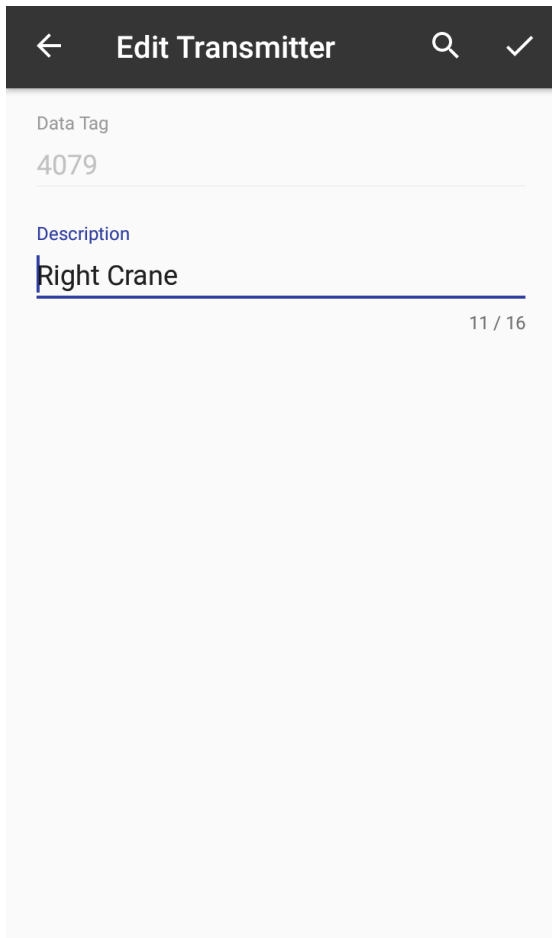 Edit Transmitter
Data Tag
4079
Description
Right Crane
11 / 16